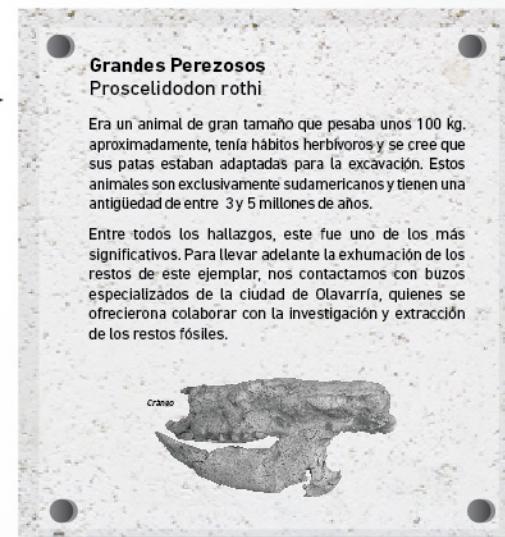 Grandes Perezosos
Proscelidodon rothi
Era un animal de gran tamaño que pesaba unos 100 kg.
aproximadamente, tenía hábitos herbívoros y se cree que
sus patas estaban adaptadas para la excavación. Estos
animales son exclusivamente sudamericanos y tienen una
antigüedad de entre 3 y 5 millones de años.
Entre todos los hallazgos, este fue uno de los más
significativos. Para llevar adelante la exhumación de los
restos de este ejemplar, nos contactamos con buzos
especializados de la ciudad de Olavarría, quienes se
ofrecierona colaborar con la investigación y extracción
de los restos fósiles.
Cráneo